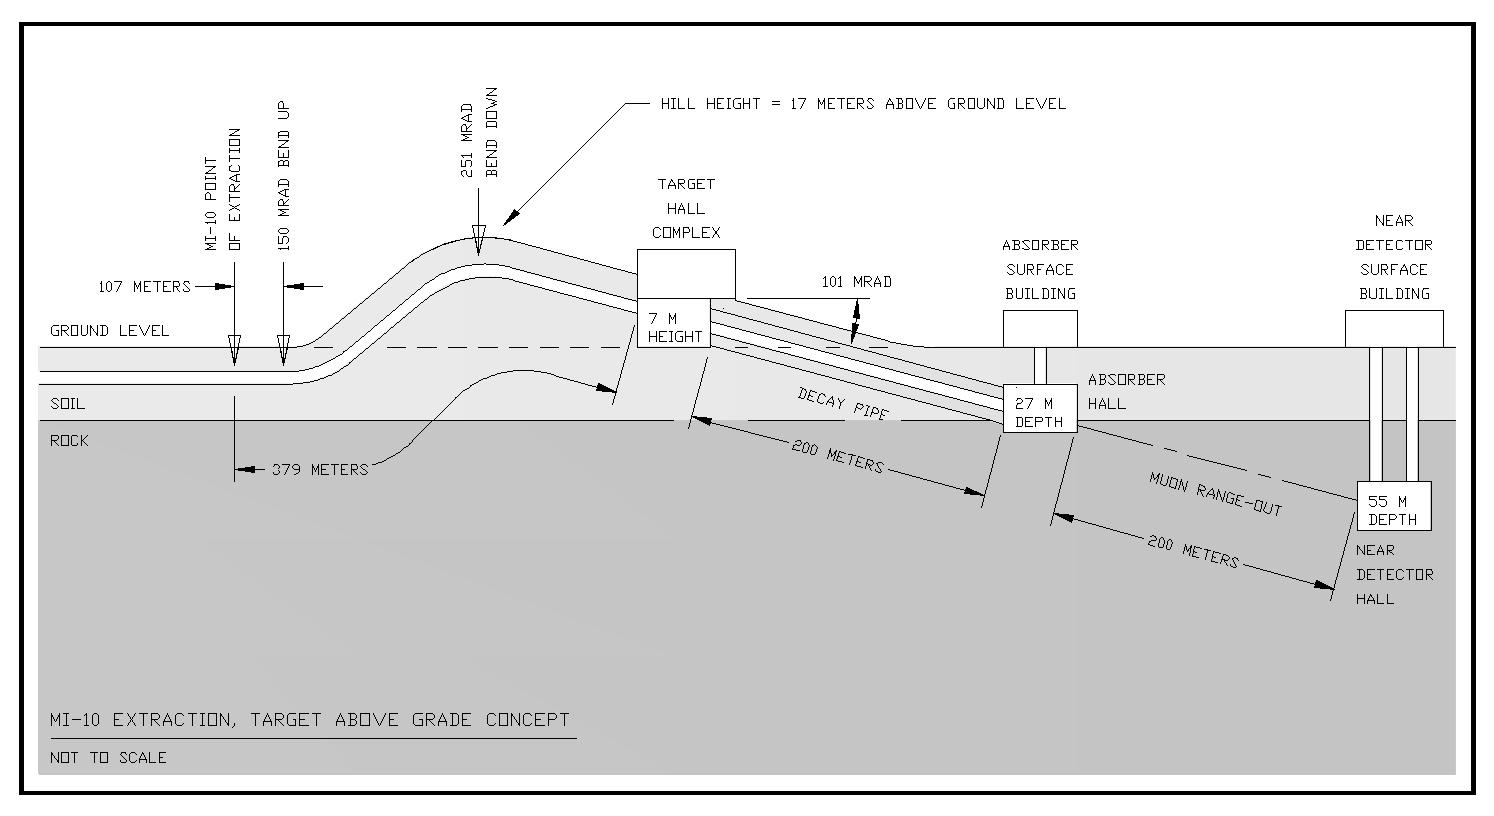 MI-10 POINT
OF EXTRACTION
150 MRAD BEND UP
251 MRAD
BEND DOWN
HILL HEIGHT = 17 METERS ABOVE GROUND LEVEL
TARGET
HALL
COMPLEX
ABSORBER
SURFACE
BUILDING
NEAR
DETECTOR
SURFACE
BUILDING
107 METERS
101 MRAD
GROUND LEVEL
7 M
HEIGHT
SOIL
ROCK
379 METERS
DECAY PIPE
200 METERS
27 M
DEPTH
ABSORBER
HALL
MUON RANGE-OUT
200 METERS
55 M
DEPTH
NEAR
DETECTOR
HALL
MI-10 EXTRACTION, TARGET ABOVE GRADE CONCEPT
NOT TO SCALE